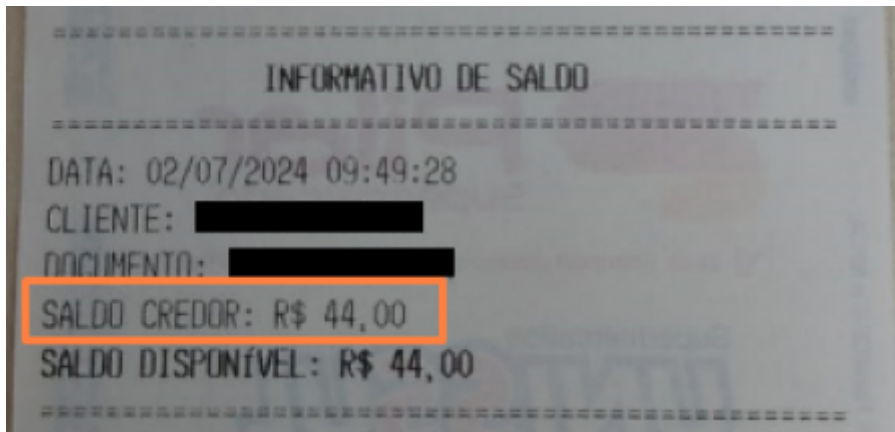 ================================================
INFORMATIVO DE SALDO
================================================
DATA: 02/07/2024 09:49:28
CLIENTE:
DOCUMENTO:
SALDO CREDOR: R$ 44,00
SALDO DISPONÍVEL: R$ 44,00
================================================